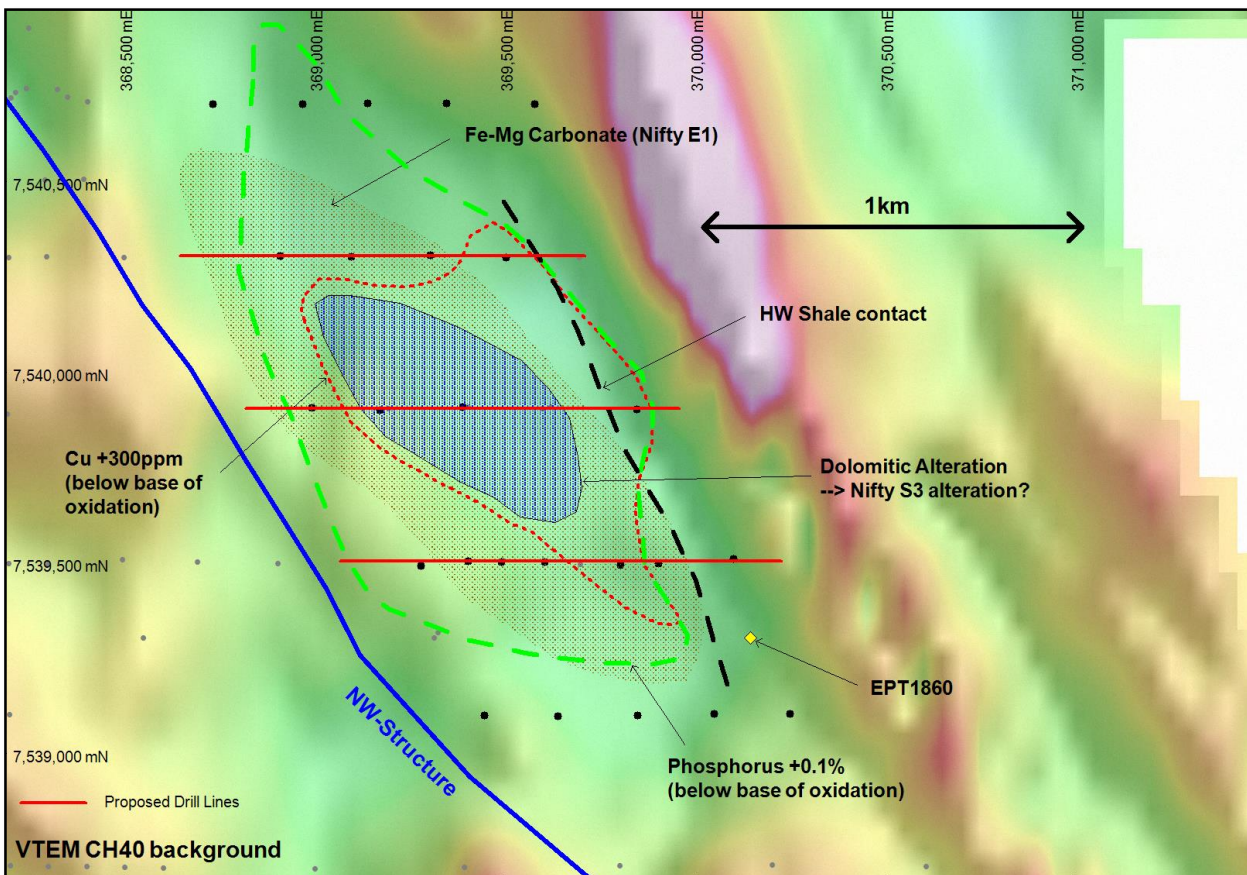 368,500 mE
369,000 mE
369,500 mE
370,000 mE
370,500 mE
371,000 mE
Fe-Mg Carbonate (Nifty E1)
7,540,500 mN
1km
HW Shale contact
7,540,000 mN
Cu +300ppm
(below base of
oxidation)
Dolomitic Alteration
--> Nifty S3 alteration?
7,539,500 mN
EPT1860
NW-Structure
7,539,000 mN
Phosphorus +0.1%
(below base of oxidation)
Proposed Drill Lines
VTEM CH40 background